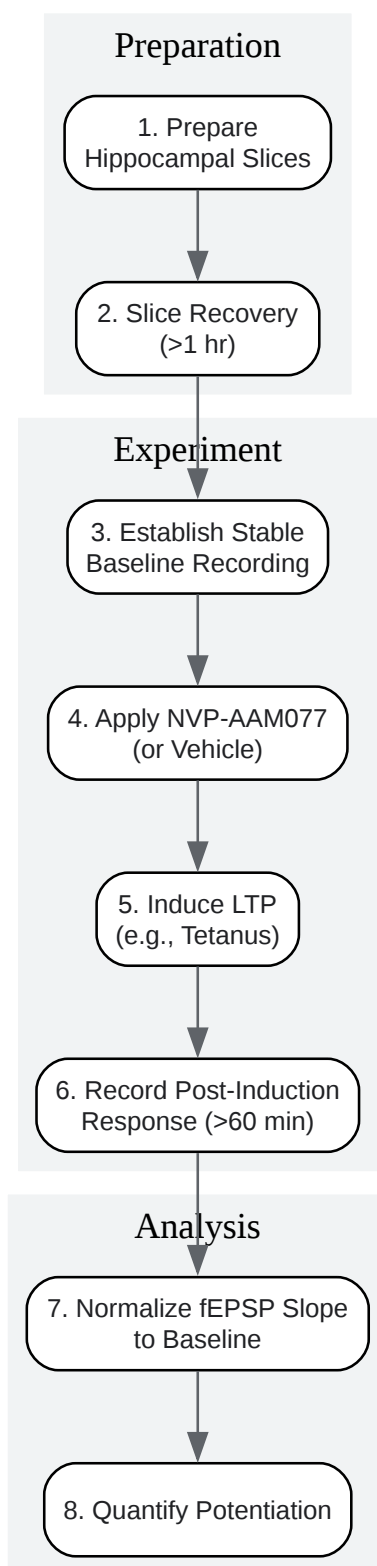 Preparation
1. Prepare
Hippocampal Slices
2. Slice Recovery
(>1 hr)
Experiment
3. Establish Stable
Baseline Recording
4. Apply NVP-AAM077
(or Vehicle)
5. Induce LTP
(e.g., Tetanus)
6. Record Post-Induction
Response (>60 min)
Analysis
7. Normalize fEPSP Slope
to Baseline
8. Quantify Potentiation